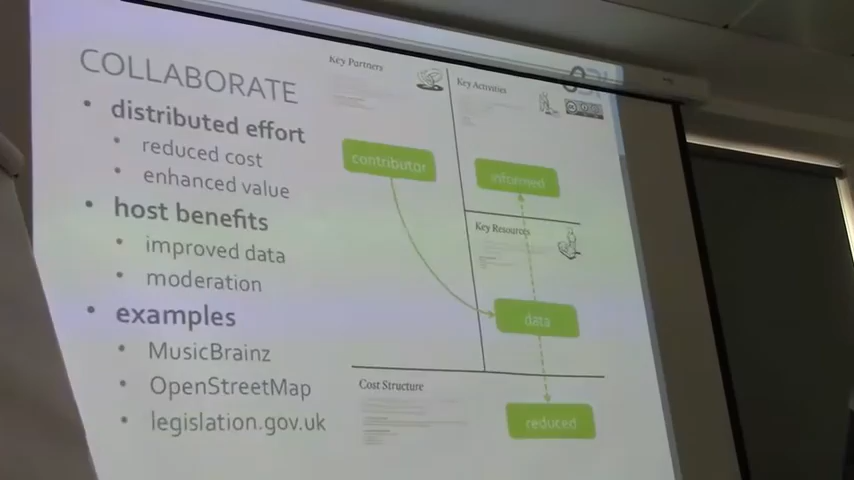 COLLABORATE
• distributed effort
• reduced cost
• enhanced value
• host benefits
• improved data
• moderation
• examples
• MusicBrainz
• OpenStreetMap
• legislation.gov.uk
Key Partners
Key Activities
contributor
informed
Key Resources
data
Cost Structure
reduced